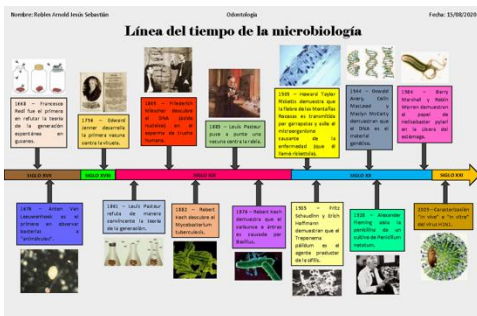 Nombre: Robles Arnold Jesús Sebastián
Odontología
Fecha: 15/08/2020
Línea del tiempo de la microbiología
1668 – Francesco
Redi fue el primero
en refutar la teoría
de la generación
espontánea en
gusanos.
1796 – Edward
Jenner desarrolla
la primera vacuna
contra la viruela.
1869 – Friederich
Miescher descubre
el DNA (ácido
nucleico) en el
esperma de trucha
humana.
1885 – Louis Pasteur
puso a punto una
vacuna contra la rabia.
1909 – Howard Taylor
Ricketts demuestra que
la fiebre de las Montañas
Rocosas es transmitida
por garrapatas y aísla el
microorganismo
causante de la
enfermedad (que él
llama rickettsia).
1944 – Oswald
Avery, Colin
MacLeod y
Maclyn McCarty
demuestran que
el DNA es el
material
genético.
1984 – Barry
Marshall y Robin
Warren demuestran
el papel de
Helicobacter pylori
en la úlcera del
estómago.
SIGLO XVII
SIGLO XVIII
SIGLO XIX
SIGLO XX
SIGLO XXI
1676 – Anton Van
Leeuwenhoek es el
primero en observar
bacterias o
"animálculos".
1861 – Louis Pasteur
refuta de manera
convincente la teoría
de la generación.
1882 – Robert
Koch descubre el
Mycobacterium
tuberculosis.
1876 – Robert Koch
demuestra que el
carbunco o ántrax
es causado por
Bacillus.
1905 – Fritz
Schaudinn y Erich
Hoffmann
demuestran que el
Treponema
pallidum es el
agente productor
de la sífilis.
1928 – Alexander
Fleming aísla la
penicilina de un
cultivo de Penicillium
notatum.
2009 – Caracterización
"in vivo" e "in vitro"
del virus H1N1.